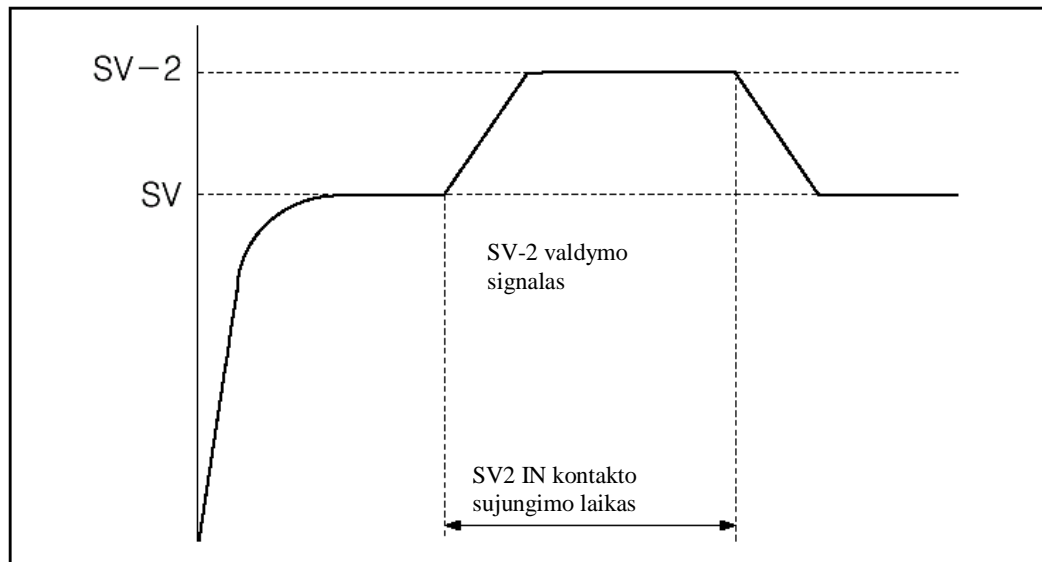 SV-2
SV
SV-2 valdymo
signalas
SV2 IN kontakto
sujungimo laikas